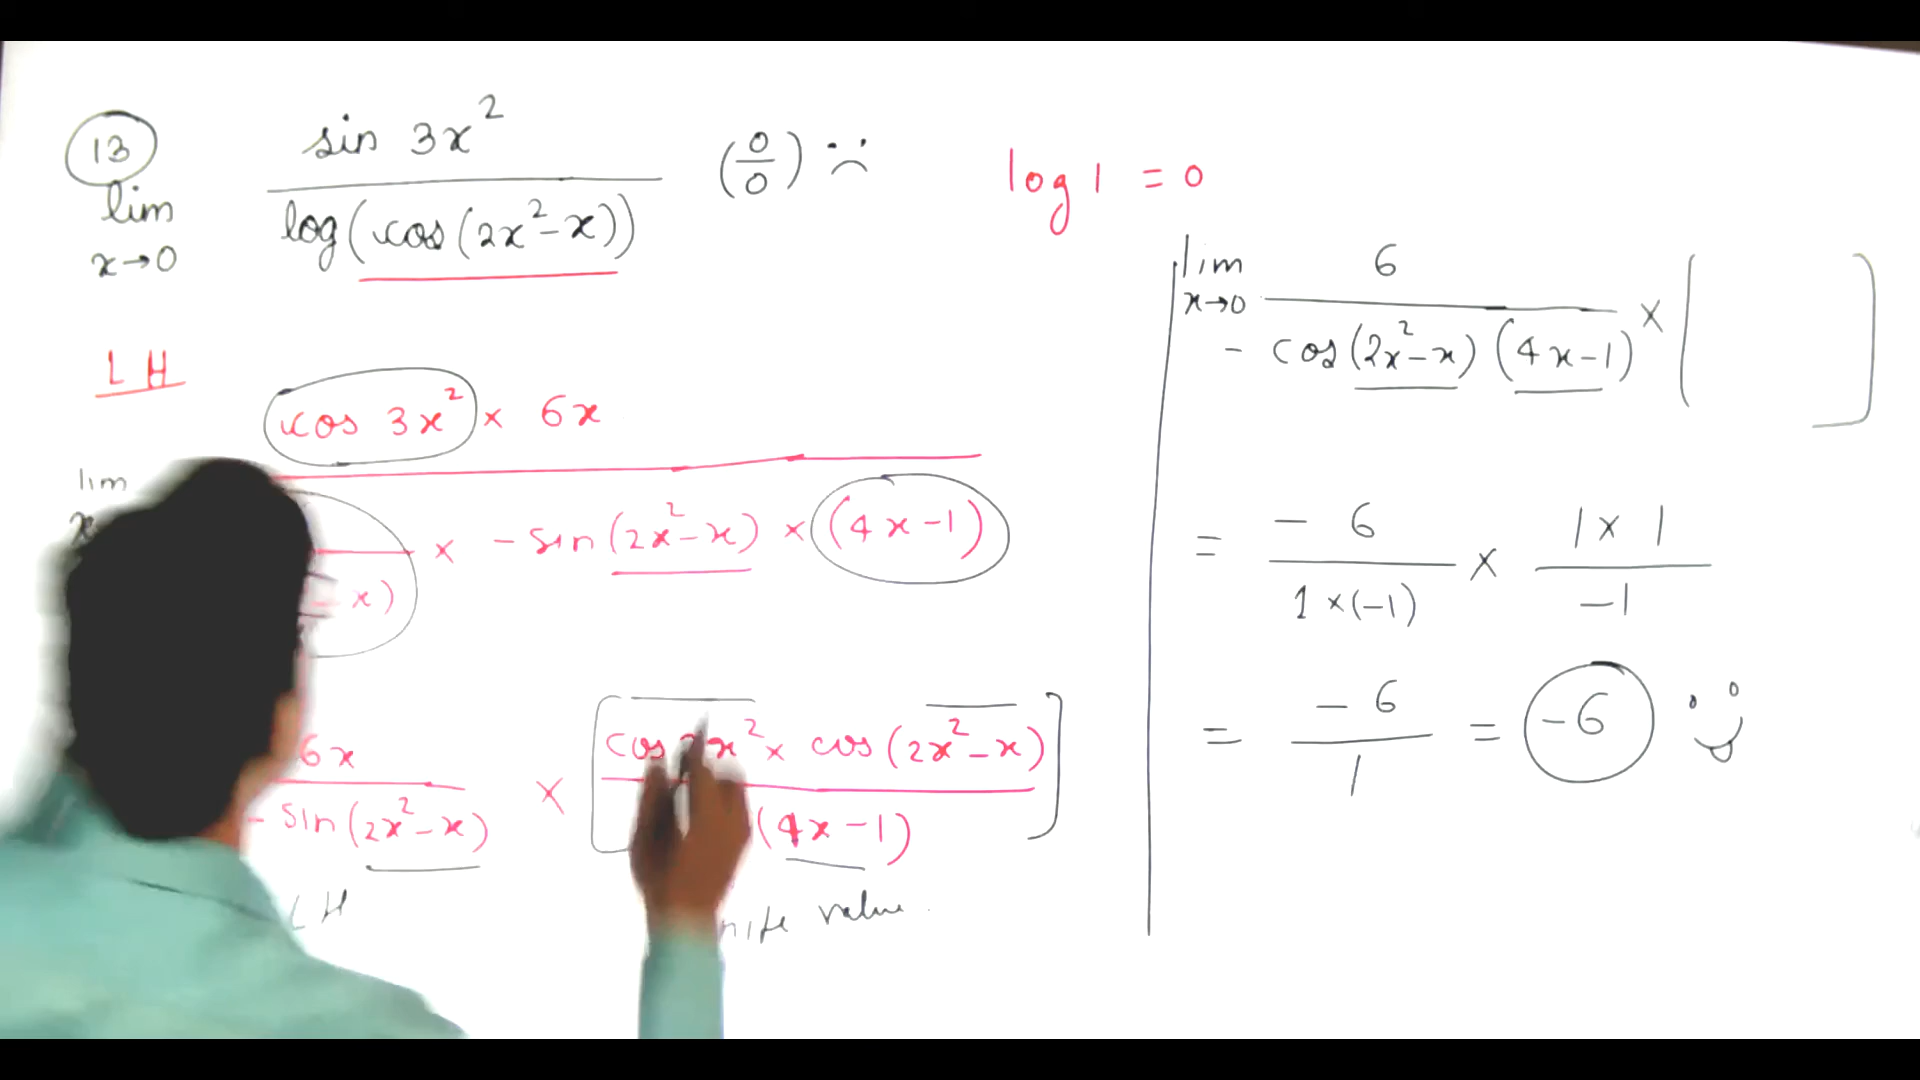 13
lim x→0 sin 3x² / log(cos(2x²-x)) (0/0)
log 1 = 0
LH
lim cos 3x² × 6x
x) × - sin(2x²-x) × (4x-1)
6x / - sin(2x²-x) × [cos x² × cos(2x²-x) / (4x-1)]
LH value.
lim x→0 6 / - cos(2x²-x) (4x-1) × [ ]
= - 6 / 1×(-1) × 1×1 / -1
= - 6 / 1 = -6